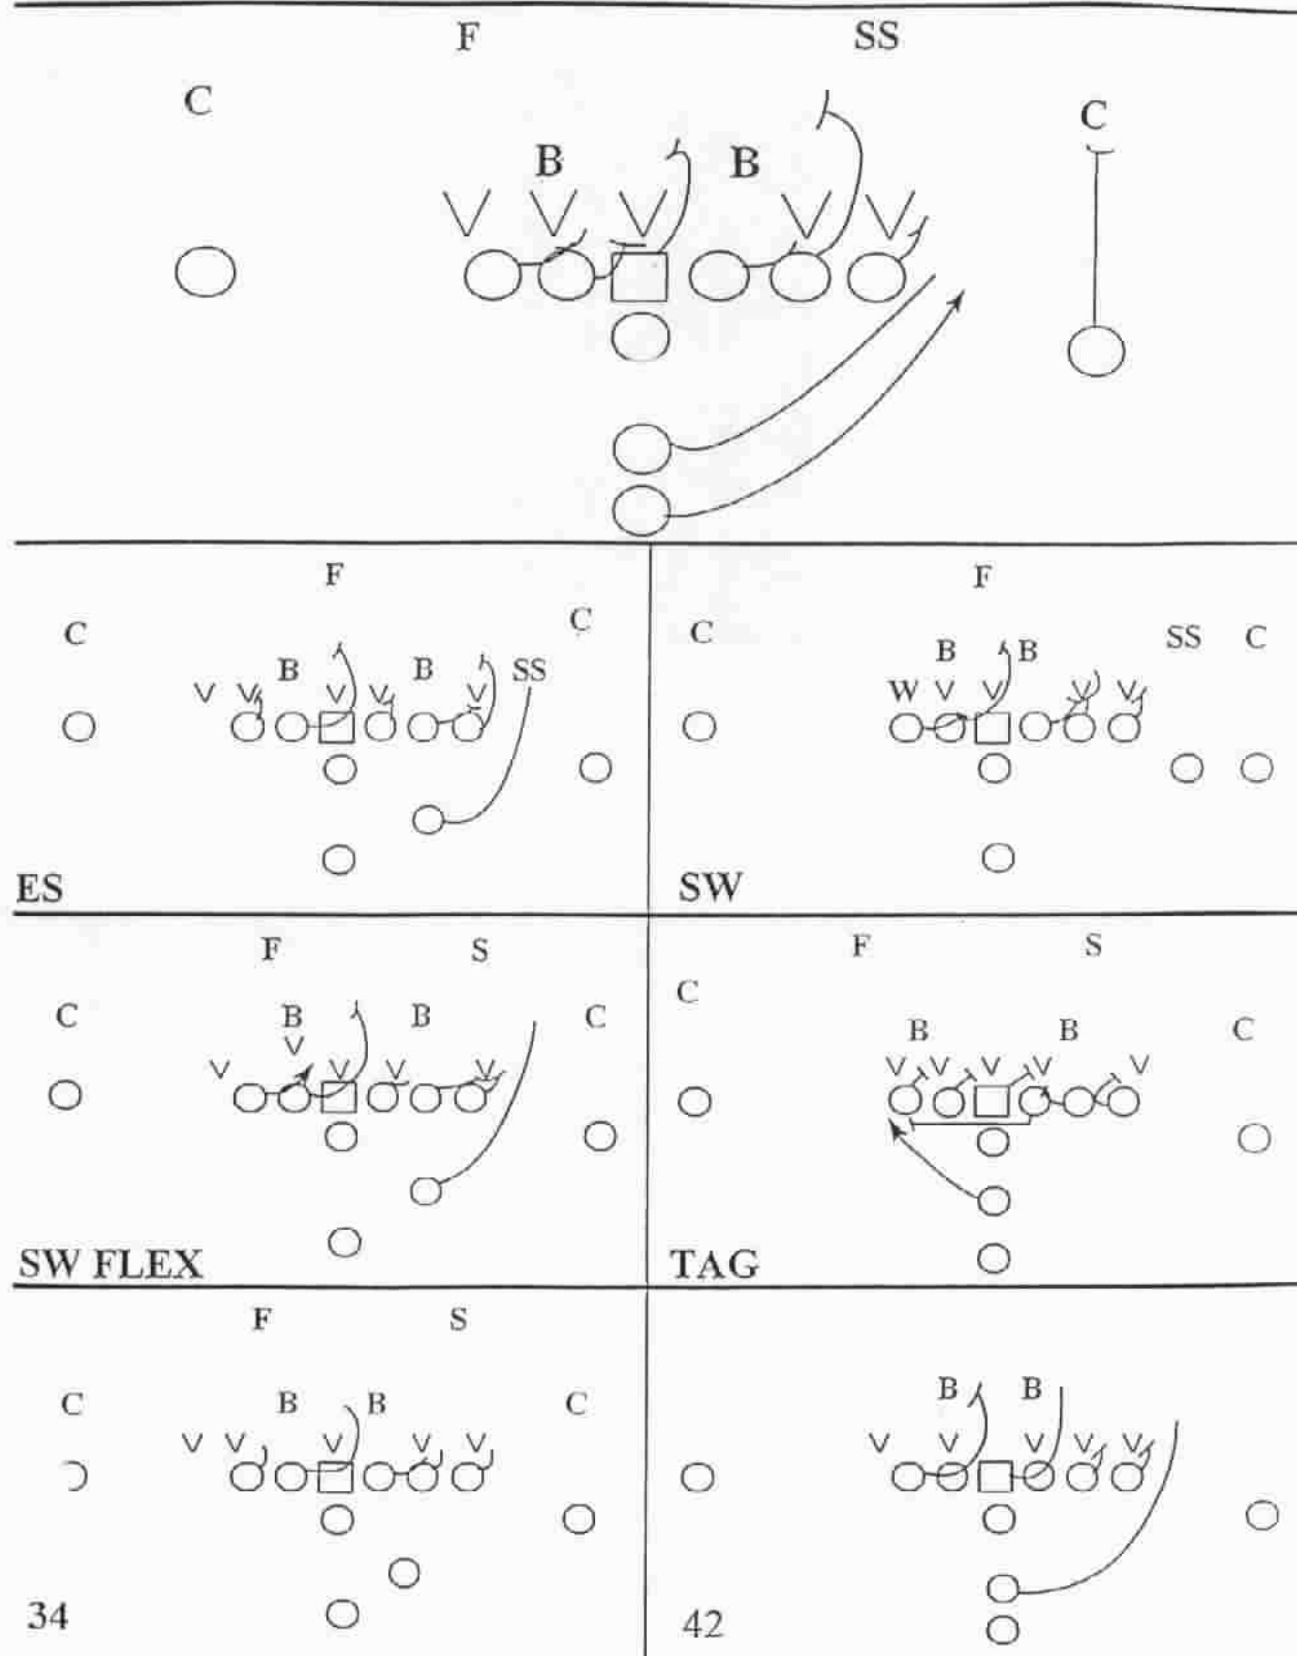 F SS
C C
B B
V V V V V
F
C C
B B SS
V V V V V
ES
F
C SS C
B B
W V V V V
SW
F S
C B B C
V
V V V V
SW FLEX
F S
C
B B C
V V V V V
TAG
F S
C B B C
V V V V V
34
B B
V V V V V
42